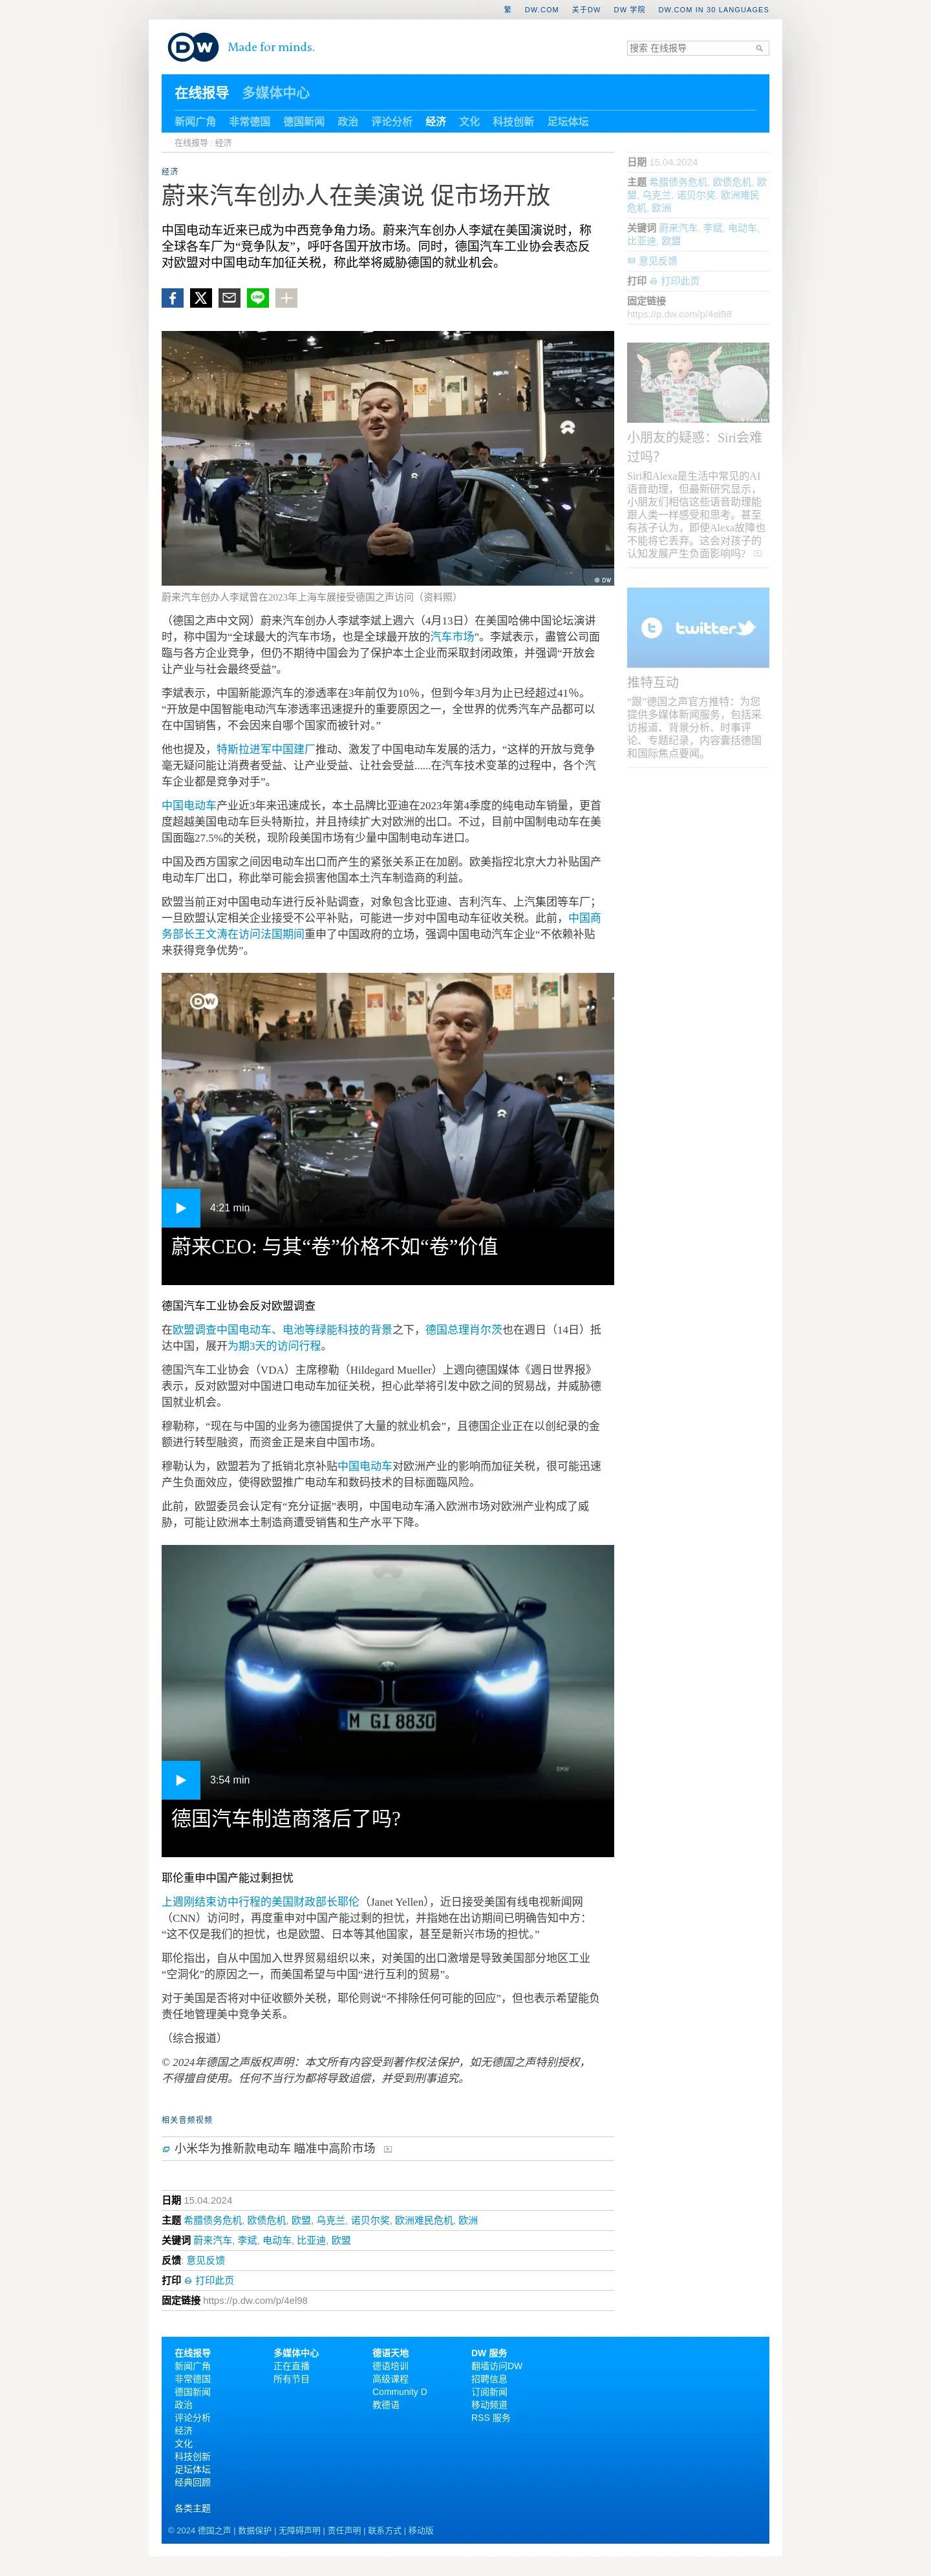 繁 DW.COM 关于DW DW 学院 DW.COM IN 30 LANGUAGES
DW Made for minds.
搜索 在线报导
在线报导 多媒体中心
新闻广角 非常德国 德国新闻 政治 评论分析 经济 文化 科技创新 足坛体坛
在线报导 / 经济
经济
蔚来汽车创办人在美演说 促市场开放
中国电动车近来已成为中西竞争角力场。蔚来汽车创办人李斌在美国演说时，称
全球各车厂为“竞争队友”，呼吁各国开放市场。同时，德国汽车工业协会表态反
对欧盟对中国电动车加征关税，称此举将威胁德国的就业机会。
© DW
蔚来汽车创办人李斌曾在2023年上海车展接受德国之声访问（资料照）
（德国之声中文网）蔚来汽车创办人李斌李斌上週六（4月13日）在美国哈佛中国论坛演讲
时，称中国为“全球最大的汽车市场，也是全球最开放的汽车市场”。李斌表示，盡管公司面
臨与各方企业竞争，但仍不期待中国会为了保护本土企业而采取封闭政策，并强调“开放会
让产业与社会最终受益”。
李斌表示，中国新能源汽车的渗透率在3年前仅为10%，但到今年3月为止已经超过41%。
“开放是中国智能电动汽车渗透率迅速提升的重要原因之一，全世界的优秀汽车产品都可以
在中国销售，不会因来自哪个国家而被针对。”
他也提及，特斯拉进军中国建厂推动、激发了中国电动车发展的活力，“这样的开放与竞争
毫无疑问能让消费者受益、让产业受益、让社会受益......在汽车技术变革的过程中，各个汽
车企业都是竞争对手”。
中国电动车产业近3年来迅速成长，本土品牌比亚迪在2023年第4季度的纯电动车销量，更首
度超越美国电动车巨头特斯拉，并且持续扩大对欧洲的出口。不过，目前中国制电动车在美
国面臨27.5%的关税，现阶段美国市场有少量中国制电动车进口。
中国及西方国家之间因电动车出口而产生的紧张关系正在加剧。欧美指控北京大力补贴国产
电动车厂出口，称此举可能会损害他国本土汽车制造商的利益。
欧盟当前正对中国电动车进行反补贴调查，对象包含比亚迪、吉利汽车、上汽集团等车厂；
一旦欧盟认定相关企业接受不公平补贴，可能进一步对中国电动车征收关税。此前，中国商
务部长王文涛在访问法国期间重申了中国政府的立场，强调中国电动汽车企业“不依赖补贴
来获得竞争优势”。
DW
4:21 min
蔚来CEO: 与其“卷”价格不如“卷”价值
德国汽车工业协会反对欧盟调查
在欧盟调查中国电动车、电池等绿能科技的背景之下，德国总理肖尔茨也在週日（14日）抵
达中国，展开为期3天的访问行程。
德国汽车工业协会（VDA）主席穆勒（Hildegard Mueller）上週向德国媒体《週日世界报》
表示，反对欧盟对中国进口电动车加征关税，担心此举将引发中欧之间的贸易战，并威胁德
国就业机会。
穆勒称，“现在与中国的业务为德国提供了大量的就业机会”，且德国企业正在以创纪录的金
额进行转型融资，而资金正是来自中国市场。
穆勒认为，欧盟若为了抵销北京补贴中国电动车对欧洲产业的影响而加征关税，很可能迅速
产生负面效应，使得欧盟推广电动车和数码技术的目标面臨风险。
此前，欧盟委员会认定有“充分证据”表明，中国电动车涌入欧洲市场对欧洲产业构成了威
胁，可能让欧洲本土制造商遭受销售和生产水平下降。
M GI 8830
BMW
3:54 min
德国汽车制造商落后了吗?
耶伦重申中国产能过剩担忧
上週刚结束访中行程的美国财政部长耶伦（Janet Yellen），近日接受美国有线电视新闻网
（CNN）访问时，再度重申对中国产能过剩的担忧，并指她在出访期间已明确告知中方：
“这不仅是我们的担忧，也是欧盟、日本等其他国家，甚至是新兴市场的担忧。”
耶伦指出，自从中国加入世界贸易组织以来，对美国的出口激增是导致美国部分地区工业
“空洞化”的原因之一，而美国希望与中国“进行互利的贸易”。
对于美国是否将对中征收额外关税，耶伦则说“不排除任何可能的回应”，但也表示希望能负
责任地管理美中竞争关系。
（综合报道）
© 2024年德国之声版权声明：本文所有内容受到著作权法保护，如无德国之声特别授权，
不得擅自使用。任何不当行为都将导致追偿，并受到刑事追究。
相关音频视频
小米华为推新款电动车 瞄准中高阶市场
日期 15.04.2024
主题 希腊债务危机, 欧债危机, 欧盟, 乌克兰, 诺贝尔奖, 欧洲难民危机, 欧洲
关键词 蔚来汽车, 李斌, 电动车, 比亚迪, 欧盟
反馈: 意见反馈
打印 打印此页
固定链接 https://p.dw.com/p/4el98
日期 15.04.2024
主题 希腊债务危机, 欧债危机, 欧
盟, 乌克兰, 诺贝尔奖, 欧洲难民
危机, 欧洲
关键词 蔚来汽车, 李斌, 电动车,
比亚迪, 欧盟
意见反馈
打印 打印此页
固定链接
https://p.dw.com/p/4el98
小朋友的疑惑：Siri会难
过吗？
Siri和Alexa是生活中常见的AI
语音助理，但最新研究显示，
小朋友们相信这些语音助理能
跟人类一样感受和思考。甚至
有孩子认为，即使Alexa故障也
不能将它丢弃。这会对孩子的
认知发展产生负面影响吗？
twitter
推特互动
“跟”德国之声官方推特：为您
提供多媒体新闻服务，包括采
访报道、背景分析、时事评
论、专题纪录，内容囊括德国
和国际焦点要闻。
在线报导
新闻广角
非常德国
德国新闻
政治
评论分析
经济
文化
科技创新
足坛体坛
经典回顾
各类主题
多媒体中心
正在直播
所有节目
德语天地
德语培训
高级课程
Community D
教德语
DW 服务
翻墙访问DW
招聘信息
订阅新闻
移动频道
RSS 服务
© 2024 德国之声 | 数据保护 | 无障碍声明 | 责任声明 | 联系方式 | 移动版